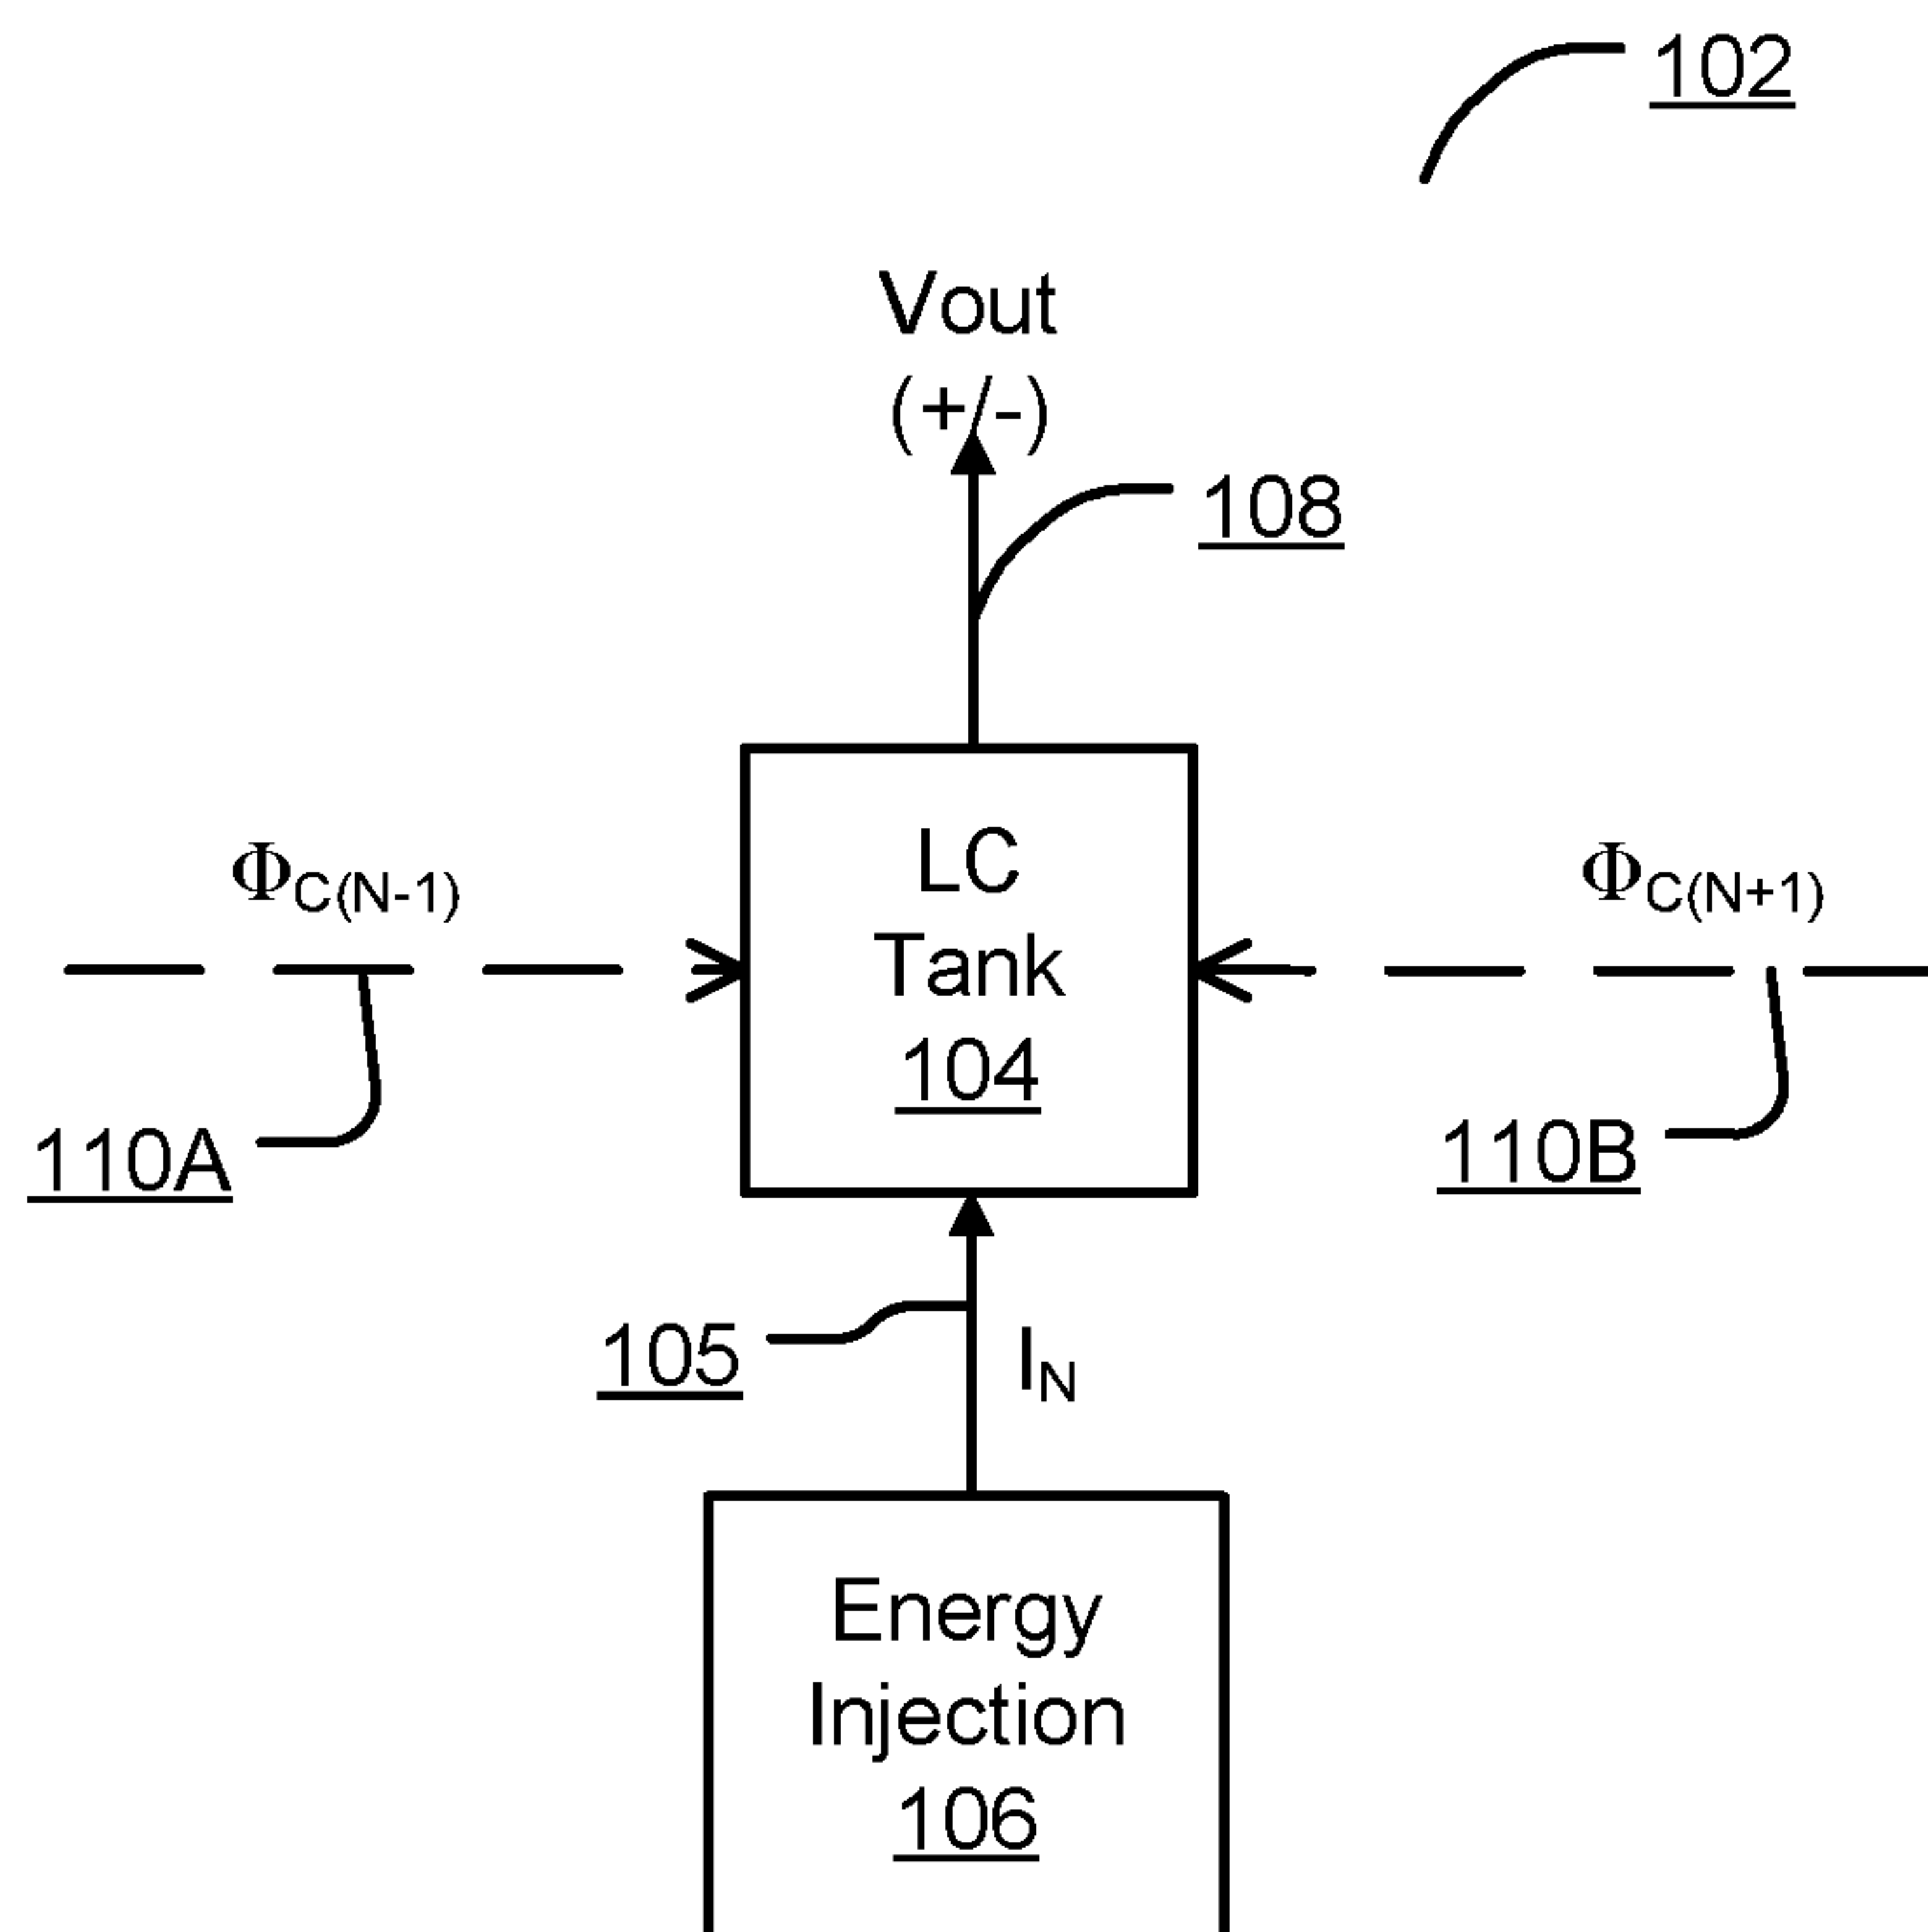 102
Vout
(+/-)
108
LC
Tank
104
ΦC(N-1)
ΦC(N+1)
110A
110B
105
IN
Energy
Injection
106